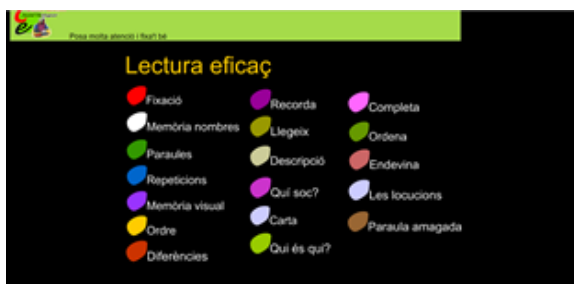 Posa molta atenció i fixa't bé
Lectura eficaç
Fixació
Memòria nombres
Paraules
Repeticions
Memòria visual
Ordre
Diferències
Recorda
Llegeix
Descripció
Quí soc?
Carta
Qui és qui?
Completa
Ordena
Endevina
Les locucions
Paraula amagada